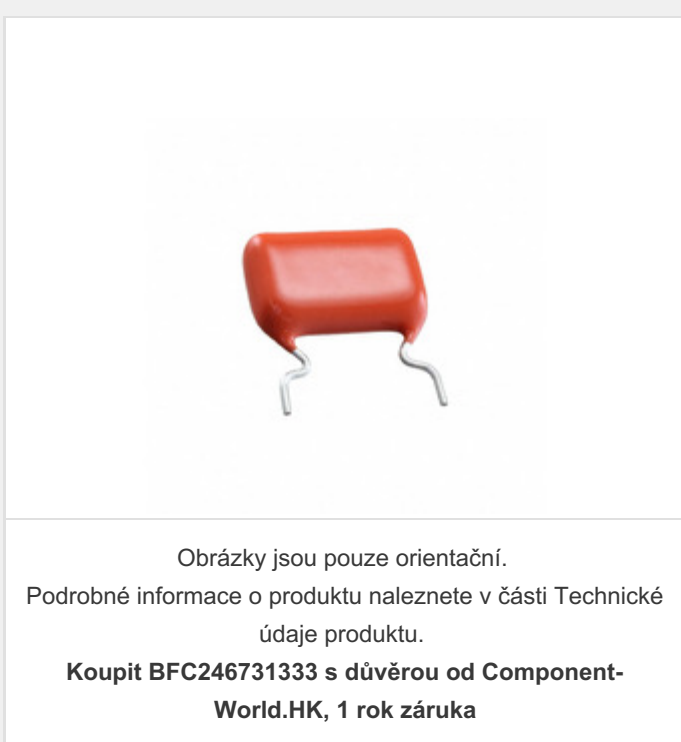 Obrázky jsou pouze orientační.
Podrobné informace o produktu naleznete v části Technické
údaje produktu.
Koupit BFC246731333 s důvěrou od Component-
World.HK, 1 rok záruka